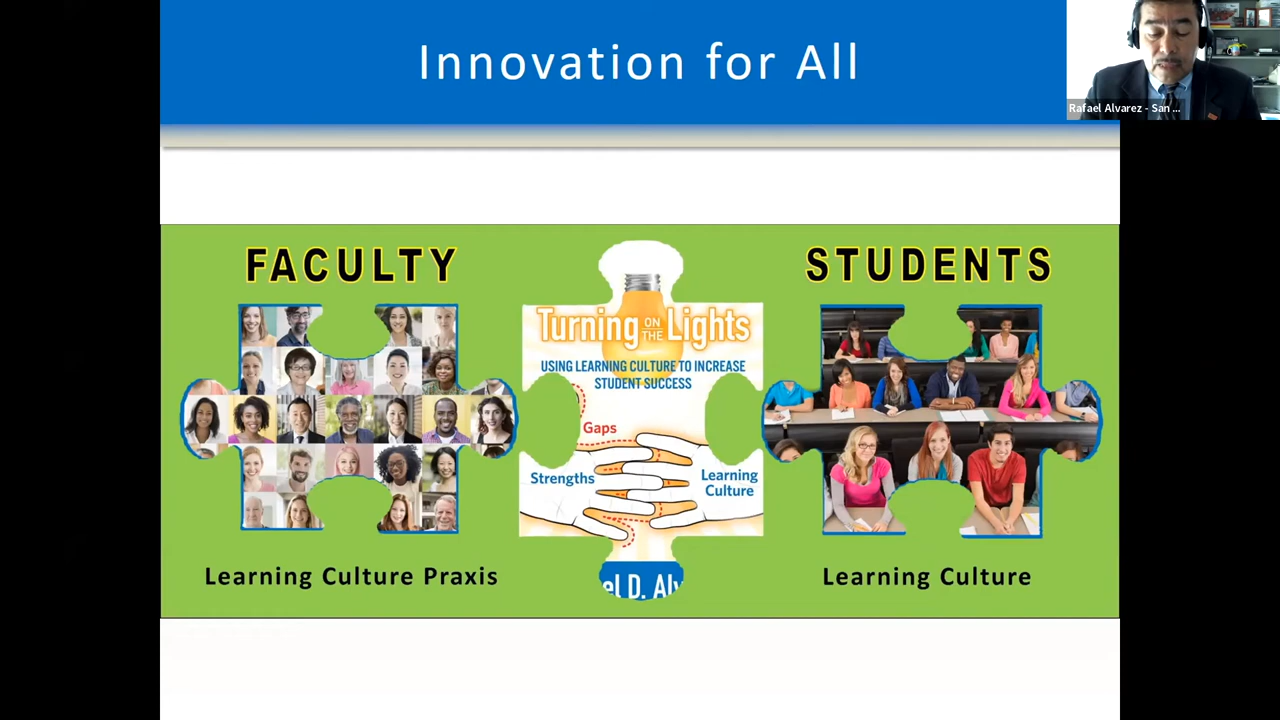 Innovation for All
Rafael Alvarez - San ...
FACULTY
STUDENTS
Turning ON THE Lights
USING LEARNING CULTURE TO INCREASE
STUDENT SUCCESS
Gaps
Strengths
Learning
Culture
el D. Alv
Learning Culture Praxis
Learning Culture